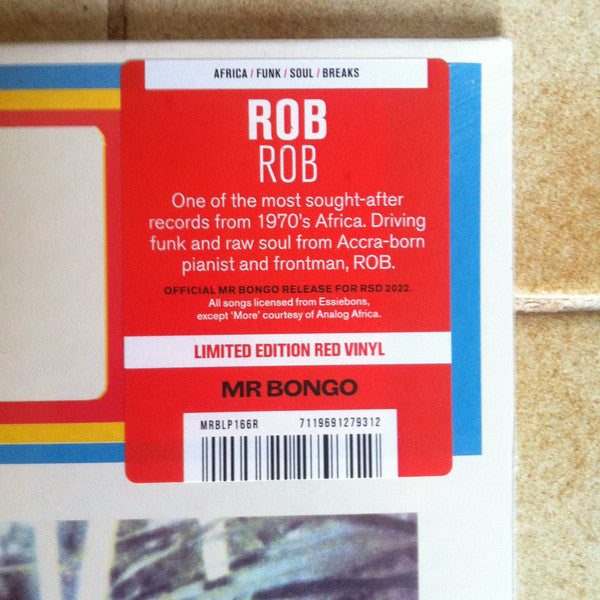 AFRICA / FUNK / SOUL / BREAKS
ROB
ROB
One of the most sought-after
records from 1970's Africa. Driving
funk and raw soul from Accra-born
pianist and frontman, ROB.
OFFICIAL MR BONGO RELEASE FOR RSD 2022.
All songs licensed from Essiebons,
except 'More' courtesy of Analog Africa.
LIMITED EDITION RED VINYL
MR BONGO
MRBLP166R 7119691279312